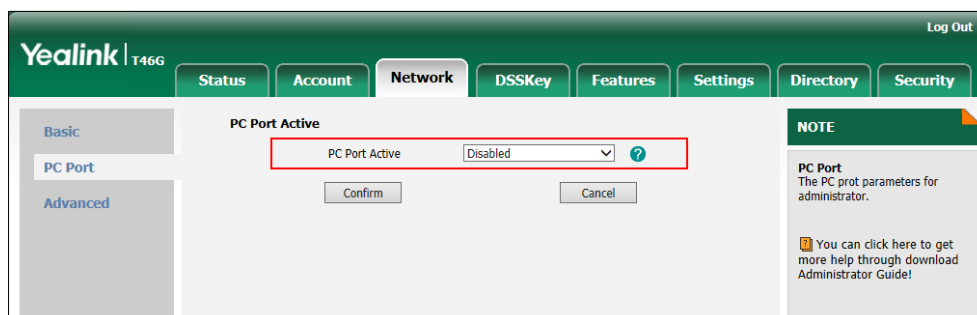 Log Out
Yealink T46G
Status Account Network DSSKey Features Settings Directory Security
Basic
PC Port
Advanced
PC Port Active
PC Port Active Disabled ?
Confirm Cancel
NOTE
PC Port
The PC prot parameters for
administrator.
? You can click here to get
more help through download
Administrator Guide!